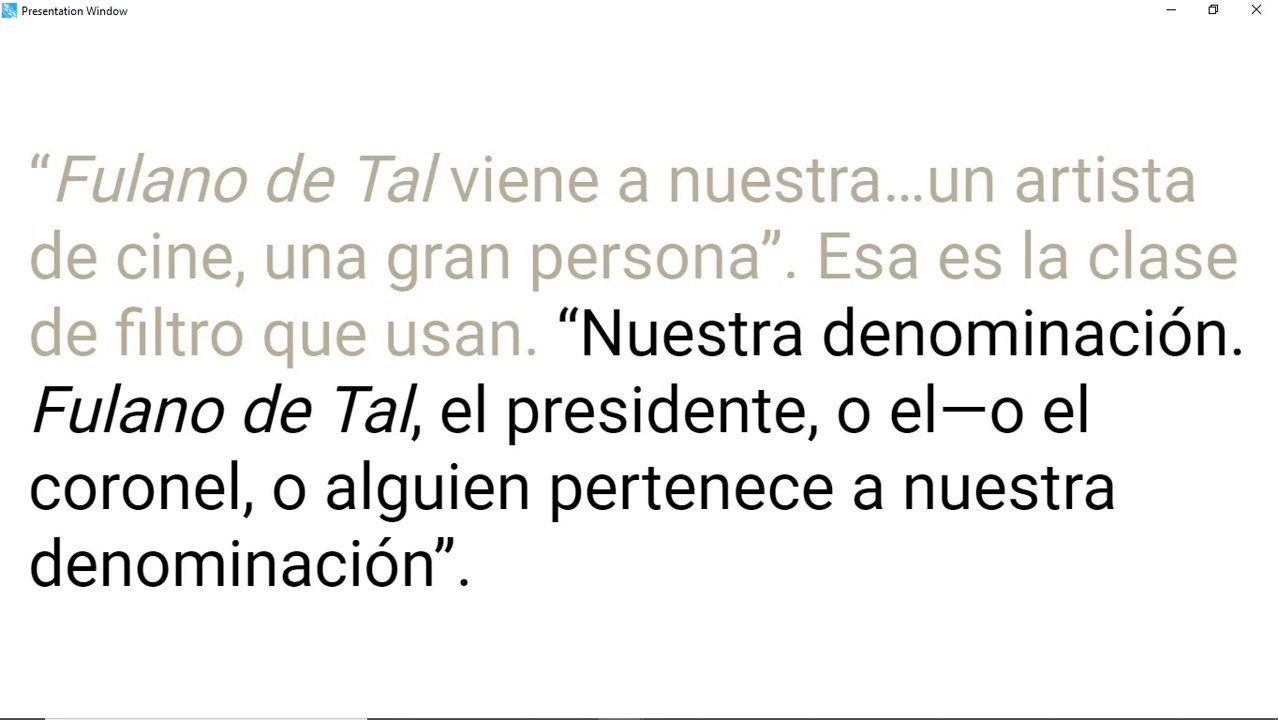 Presentation Window
“Fulano de Tal viene a nuestra…un artista
de cine, una gran persona”. Esa es la clase
de filtro que usan. “Nuestra denominación.
Fulano de Tal, el presidente, o el—o el
coronel, o alguien pertenece a nuestra
denominación”.